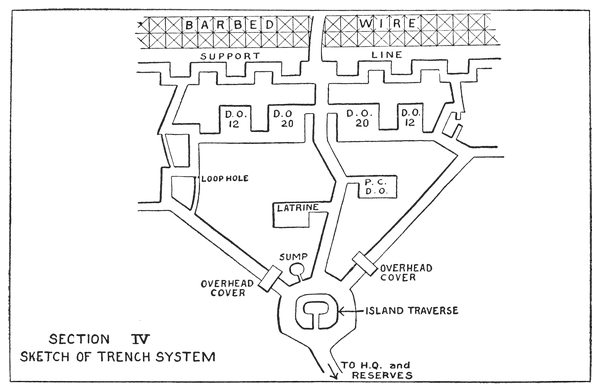 BARBED WIRE
SUPPORT LINE
D.O. D.O D.O. D.O.
12 20 20 12
LOOP HOLE
P.C.
D.O.
LATRINE
SUMP
OVERHEAD
COVER
OVERHEAD
COVER
ISLAND TRAVERSE
SECTION IV
SKETCH OF TRENCH SYSTEM
TO H.Q. and
RESERVES